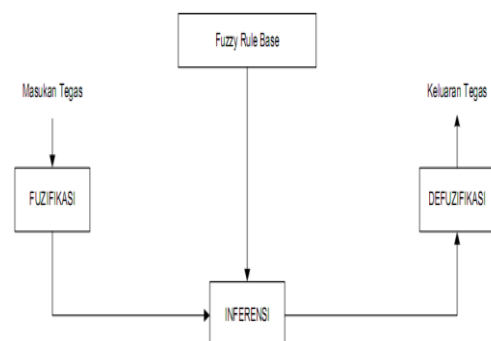 Fuzzy Rule Base
Masukan Tegas
Keluaran Tegas
FUZIFIKASI
DEFUZIFIKASI
INFERENSI